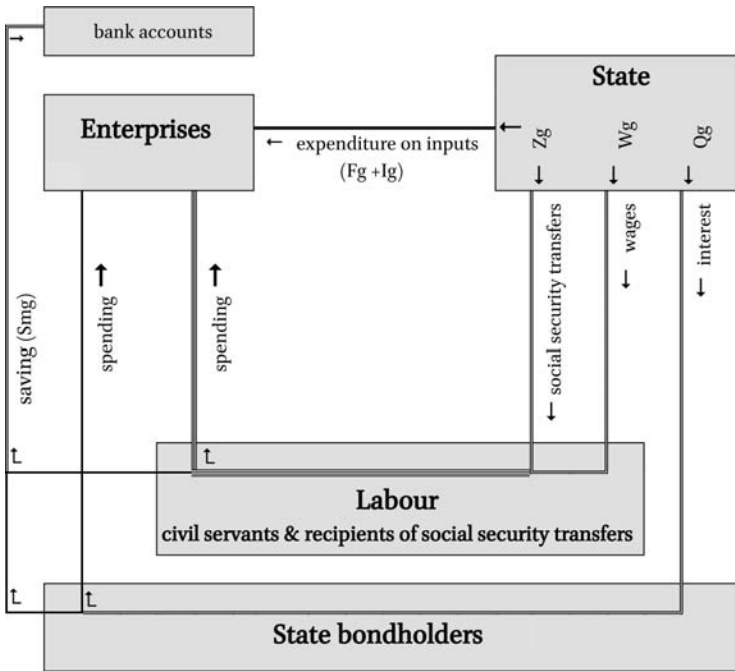 bank accounts
State
Enterprises
expenditure on inputs
(Fg +Ig)
Zg
Wg
Qg
social security transfers
wages
interest
saving (Smg)
spending
spending
Labour
civil servants & recipients of social security transfers
State bondholders